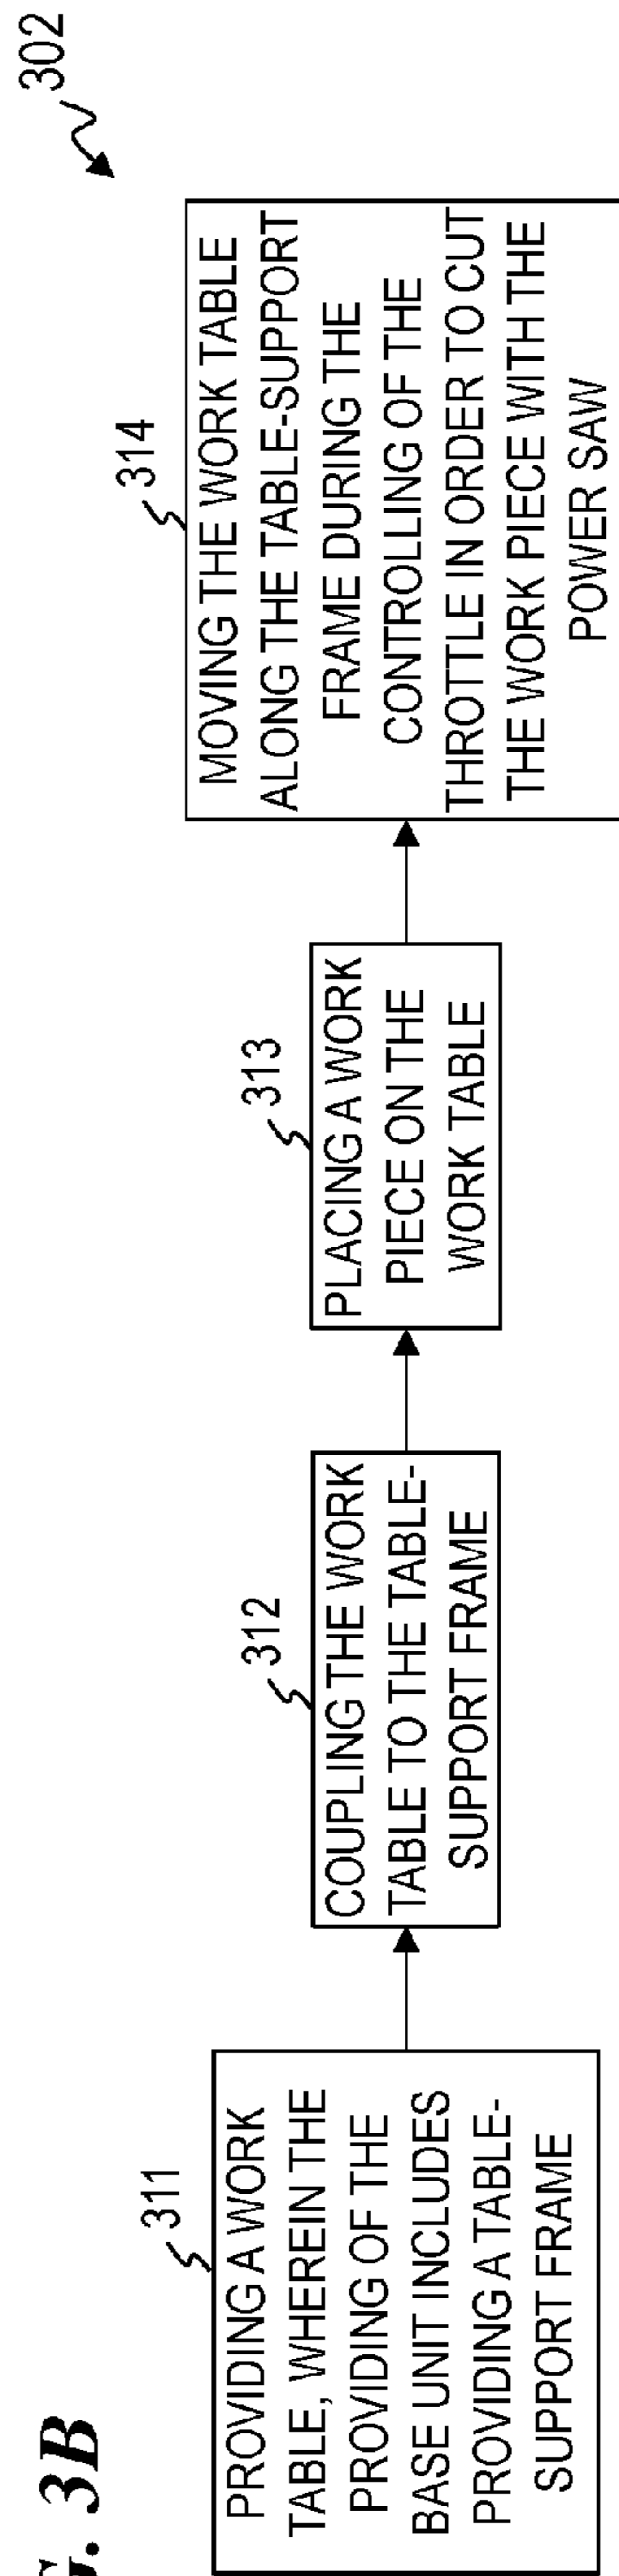 G. 3B
302
311
PROVIDING A WORK
TABLE, WHEREIN THE
PROVIDING OF THE
BASE UNIT INCLUDES
PROVIDING A TABLE-
SUPPORT FRAME
312
COUPLING THE WORK
TABLE TO THE TABLE-
SUPPORT FRAME
313
PLACING A WORK
PIECE ON THE
WORK TABLE
314
MOVING THE WORK TABLE
ALONG THE TABLE-SUPPORT
FRAME DURING THE
CONTROLLING OF THE
THROTTLE IN ORDER TO CUT
THE WORK PIECE WITH THE
POWER SAW